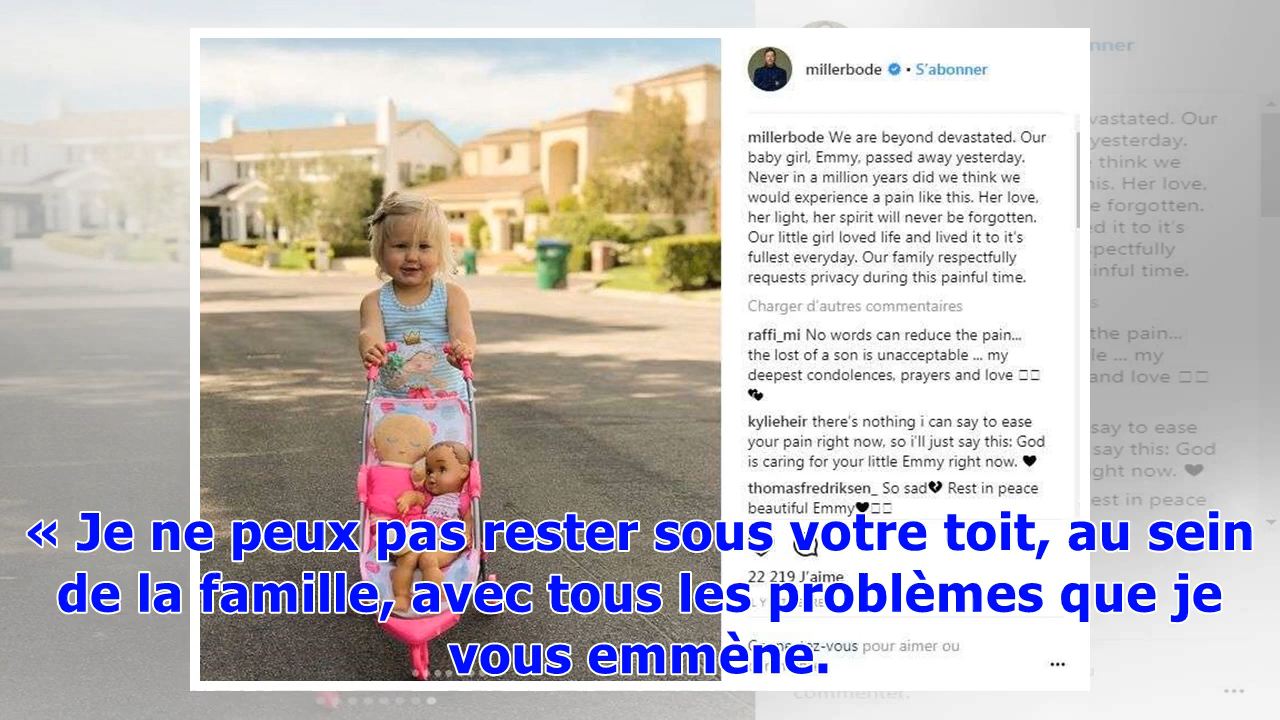 millerbode • S'abonner
millerbode We are beyond devastated. Our
baby girl, Emmy, passed away yesterday.
Never in a million years did we think we
would experience a pain like this. Her love,
her light, her spirit will never be forgotten.
Our little girl loved life and lived it to it's
fullest everyday. Our family respectfully
requests privacy during this painful time.
Charger d'autres commentaires
raffi_mi No words can reduce the pain...
the lost of a son is unacceptable ... my
deepest condolences, prayers and love
kylieheir there's nothing i can say to ease
your pain right now, so i'll just say this: God
is caring for your little Emmy right now. ♥
thomasfredriksen_ So sad💔 Rest in peace
beautiful Emmy♥
« Je ne peux pas rester sous votre toit, au sein
de la famille, avec tous les problèmes que je
vous emmène.
22 219 J'aime
pour aimer ou